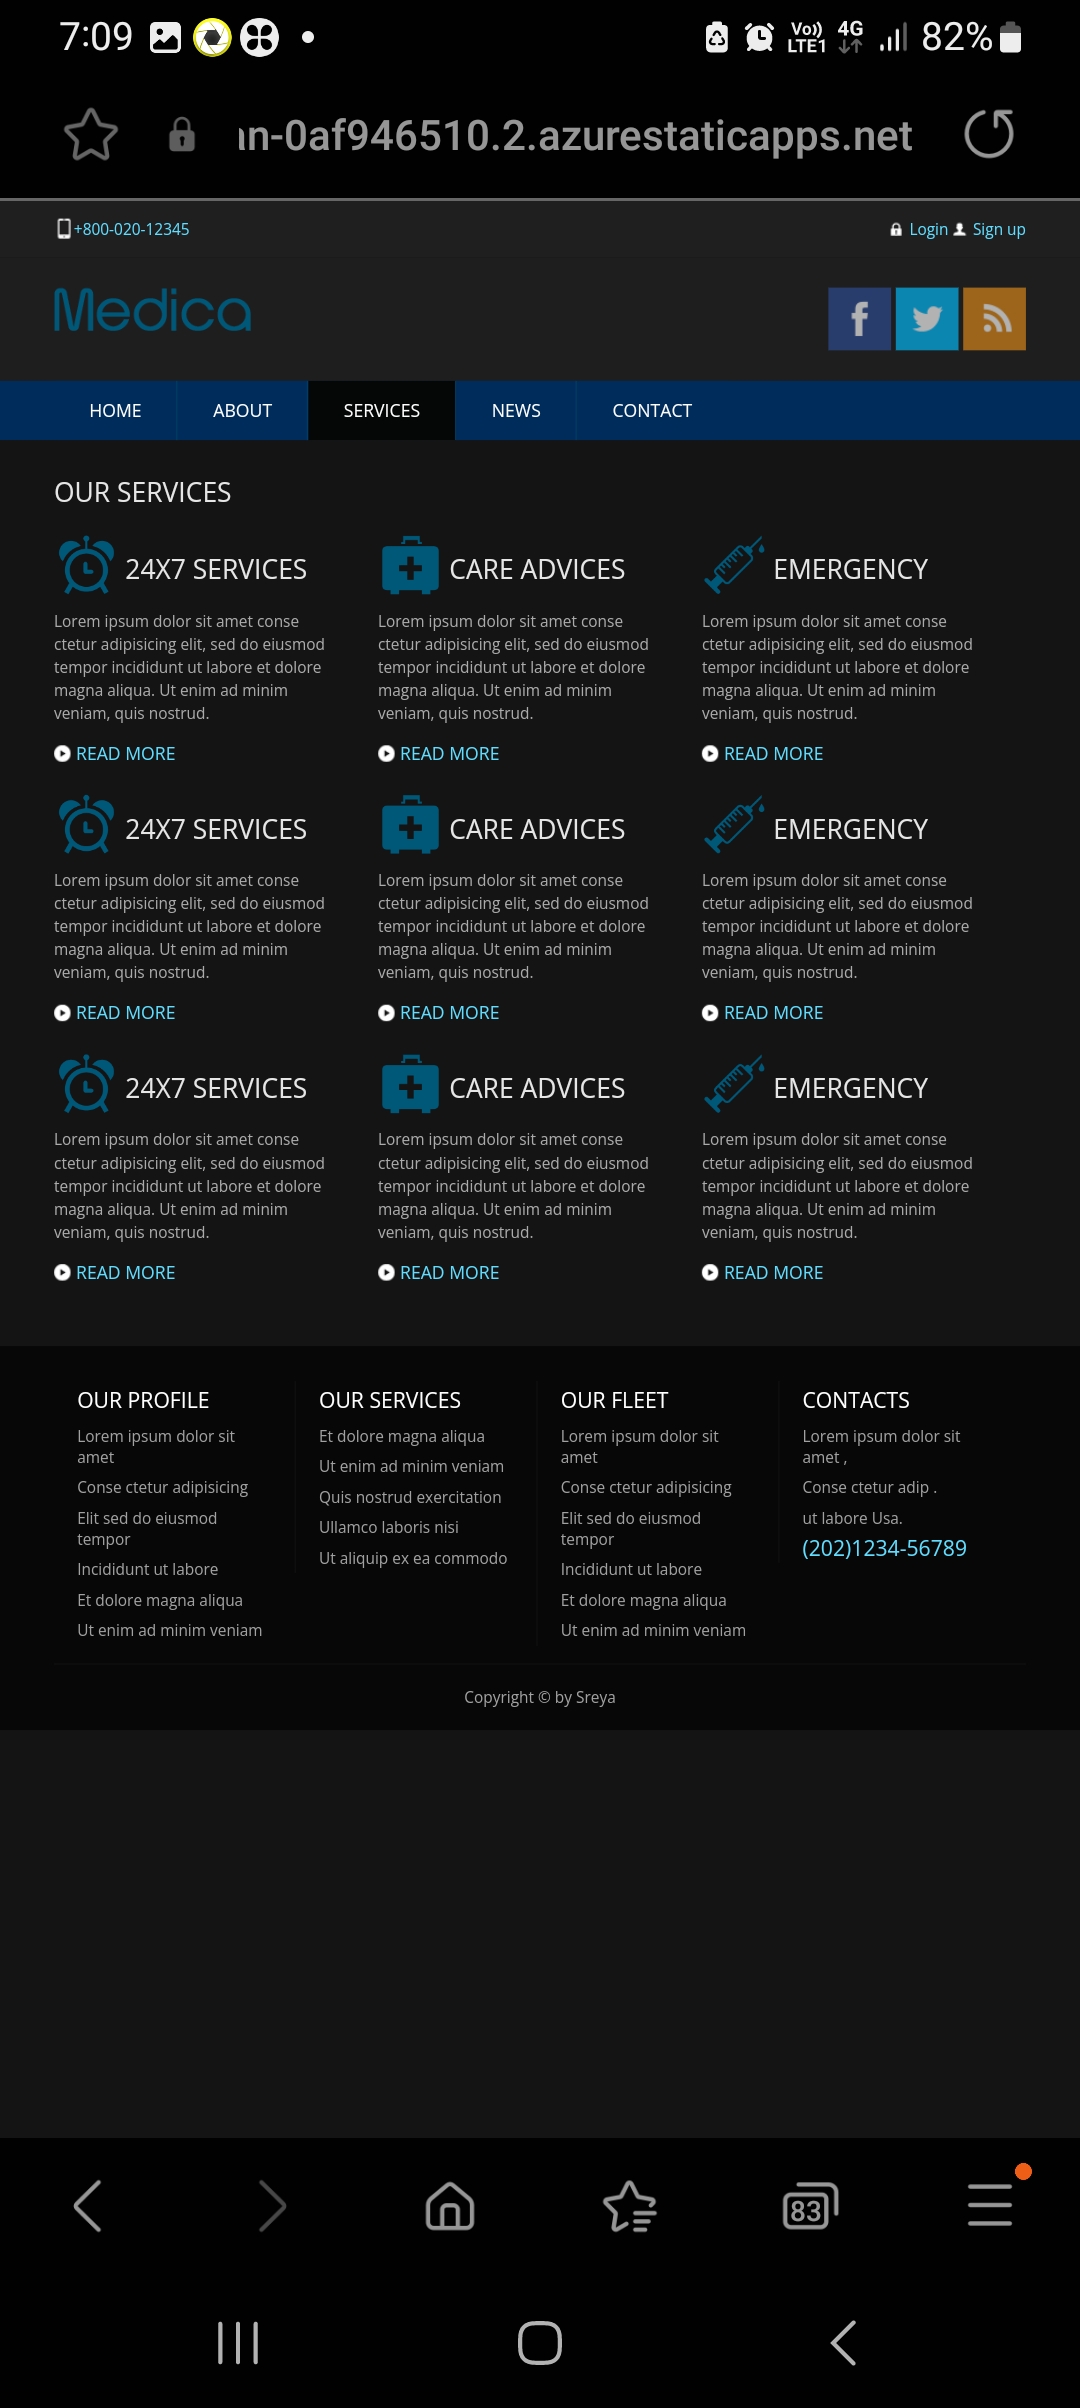 7:09
Vo)) LTE1 4G 82%
nn-0af946510.2.azurestaticapps.net
+800-020-12345 Login Sign up
Medica
HOME ABOUT SERVICES NEWS CONTACT
OUR SERVICES
24X7 SERVICES
Lorem ipsum dolor sit amet conse
ctetur adipisicing elit, sed do eiusmod
tempor incididunt ut labore et dolore
magna aliqua. Ut enim ad minim
veniam, quis nostrud.
READ MORE
CARE ADVICES
Lorem ipsum dolor sit amet conse
ctetur adipisicing elit, sed do eiusmod
tempor incididunt ut labore et dolore
magna aliqua. Ut enim ad minim
veniam, quis nostrud.
READ MORE
EMERGENCY
Lorem ipsum dolor sit amet conse
ctetur adipisicing elit, sed do eiusmod
tempor incididunt ut labore et dolore
magna aliqua. Ut enim ad minim
veniam, quis nostrud.
READ MORE
24X7 SERVICES
Lorem ipsum dolor sit amet conse
ctetur adipisicing elit, sed do eiusmod
tempor incididunt ut labore et dolore
magna aliqua. Ut enim ad minim
veniam, quis nostrud.
READ MORE
CARE ADVICES
Lorem ipsum dolor sit amet conse
ctetur adipisicing elit, sed do eiusmod
tempor incididunt ut labore et dolore
magna aliqua. Ut enim ad minim
veniam, quis nostrud.
READ MORE
EMERGENCY
Lorem ipsum dolor sit amet conse
ctetur adipisicing elit, sed do eiusmod
tempor incididunt ut labore et dolore
magna aliqua. Ut enim ad minim
veniam, quis nostrud.
READ MORE
24X7 SERVICES
Lorem ipsum dolor sit amet conse
ctetur adipisicing elit, sed do eiusmod
tempor incididunt ut labore et dolore
magna aliqua. Ut enim ad minim
veniam, quis nostrud.
READ MORE
CARE ADVICES
Lorem ipsum dolor sit amet conse
ctetur adipisicing elit, sed do eiusmod
tempor incididunt ut labore et dolore
magna aliqua. Ut enim ad minim
veniam, quis nostrud.
READ MORE
EMERGENCY
Lorem ipsum dolor sit amet conse
ctetur adipisicing elit, sed do eiusmod
tempor incididunt ut labore et dolore
magna aliqua. Ut enim ad minim
veniam, quis nostrud.
READ MORE
OUR PROFILE
Lorem ipsum dolor sit
amet
Conse ctetur adipisicing
Elit sed do eiusmod
tempor
Incididunt ut labore
Et dolore magna aliqua
Ut enim ad minim veniam
OUR SERVICES
Et dolore magna aliqua
Ut enim ad minim veniam
Quis nostrud exercitation
Ullamco laboris nisi
Ut aliquip ex ea commodo
OUR FLEET
Lorem ipsum dolor sit
amet
Conse ctetur adipisicing
Elit sed do eiusmod
tempor
Incididunt ut labore
Et dolore magna aliqua
Ut enim ad minim veniam
CONTACTS
Lorem ipsum dolor sit
amet ,
Conse ctetur adip .
ut labore Usa.
(202)1234-56789
Copyright © by Sreya
83